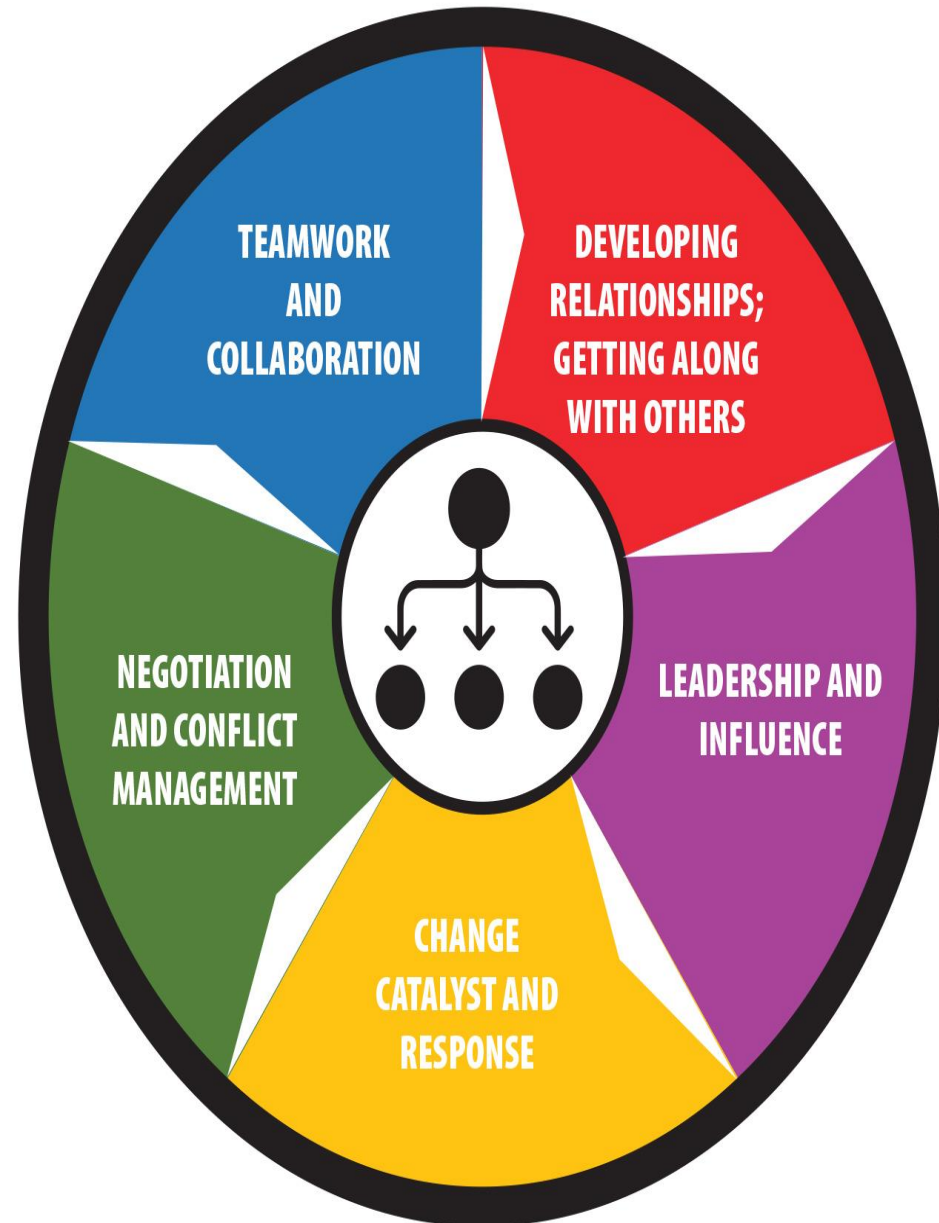 TEAMWORK
AND
COLLABORATION
DEVELOPING
RELATIONSHIPS;
GETTING ALONG
WITH OTHERS
LEADERSHIP AND
INFLUENCE
CHANGE
CATALYST AND
RESPONSE
NEGOTIATION
AND CONFLICT
MANAGEMENT